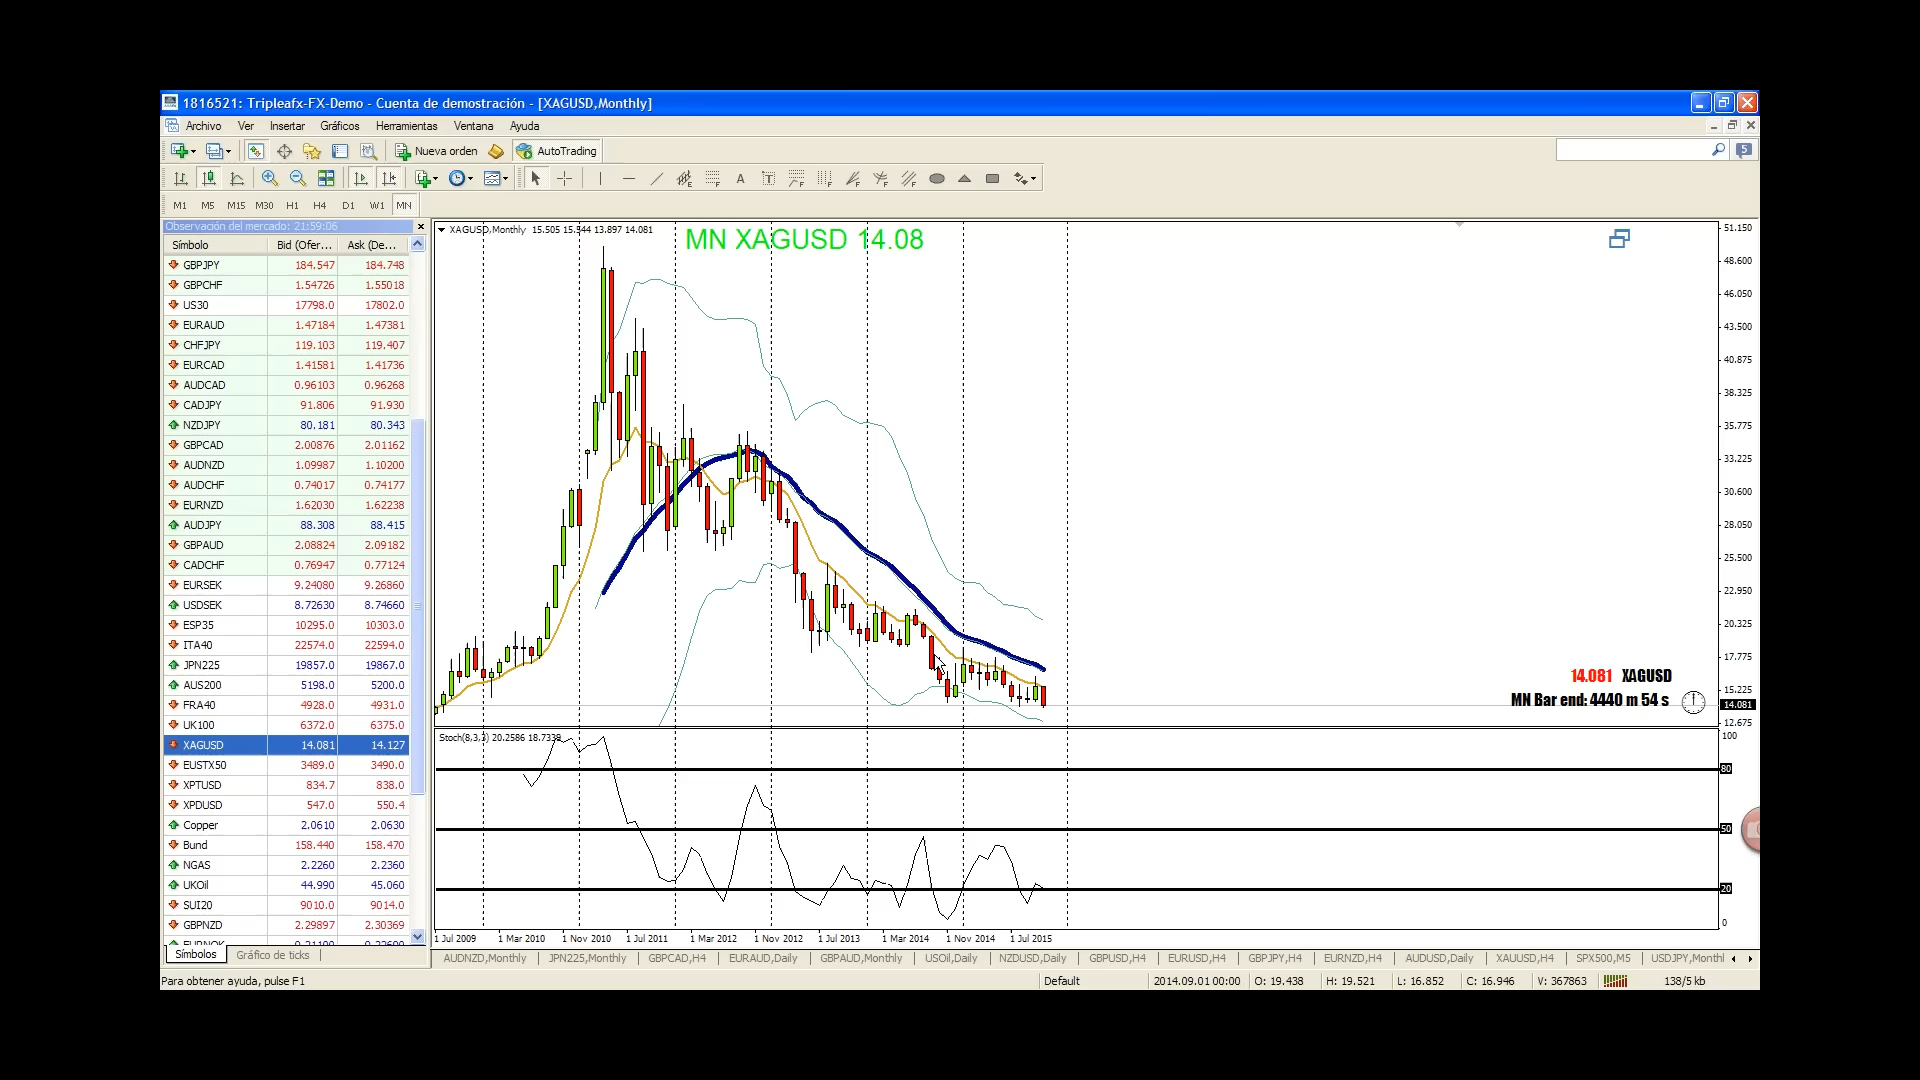 1816521: Tripleafx-FX-Demo - Cuenta de demostración - [XAGUSD,Monthly]
Archivo Ver Insertar Gráficos Herramientas Ventana Ayuda
Nueva orden AutoTrading 5
M1 M5 M15 M30 H1 H4 D1 W1 MN
Observación del mercado: 21:59:06
Símbolo Bid (Ofer... Ask (De...
GBPJPY 184.547 184.748
GBPCHF 1.54726 1.55018
US30 17798.0 17802.0
EURAUD 1.47184 1.47381
CHFJPY 119.103 119.407
EURCAD 1.41581 1.41736
AUDCAD 0.96103 0.96268
CADJPY 91.806 91.930
NZDJPY 80.181 80.343
GBPCAD 2.00876 2.01162
AUDNZD 1.09987 1.10200
AUDCHF 0.74017 0.74177
EURNZD 1.62030 1.62238
AUDJPY 88.308 88.415
GBPAUD 2.08824 2.09182
CADCHF 0.76947 0.77124
EURSEK 9.24080 9.26860
USDSEK 8.72630 8.74660
ESP35 10295.0 10303.0
ITA40 22574.0 22594.0
JPN225 19857.0 19867.0
AUS200 5198.0 5200.0
FRA40 4928.0 4931.0
UK100 6372.0 6375.0
XAGUSD 14.081 14.127
EUSTX50 3489.0 3490.0
XPTUSD 834.7 838.0
XPDUSD 547.0 550.4
Copper 2.0610 2.0630
Bund 158.440 158.470
NGAS 2.2260 2.2360
UKOil 44.990 45.060
SUI20 9010.0 9014.0
GBPNZD 2.29897 2.30369
Símbolos Gráfico de ticks
XAGUSD,Monthly 15.505 15.544 13.897 14.081
MN XAGUSD 14.08
51.150
48.600
46.050
43.500
40.875
38.325
35.775
33.225
30.600
28.050
25.500
22.950
20.325
17.775
15.225
14.081
12.675
14.081 XAGUSD
MN Bar end: 4440 m 54 s
Stoch(8,3,3) 20.2586 18.7339
100
80
50
20
0
1 Jul 2009 1 Mar 2010 1 Nov 2010 1 Jul 2011 1 Mar 2012 1 Nov 2012 1 Jul 2013 1 Mar 2014 1 Nov 2014 1 Jul 2015
AUDNZD,Monthly JPN225,Monthly GBPCAD,H4 EURAUD,Daily GBPAUD,Monthly USOil,Daily NZDUSD,Daily GBPUSD,H4 EURUSD,H4 GBPJPY,H4 EURNZD,H4 AUDUSD,Daily XAUUSD,H4 SPX500,M5 USDJPY,Monthl
Para obtener ayuda, pulse F1 Default 2014.09.01 00:00 O: 19.438 H: 19.521 L: 16.852 C: 16.946 V: 367863 138/5 kb